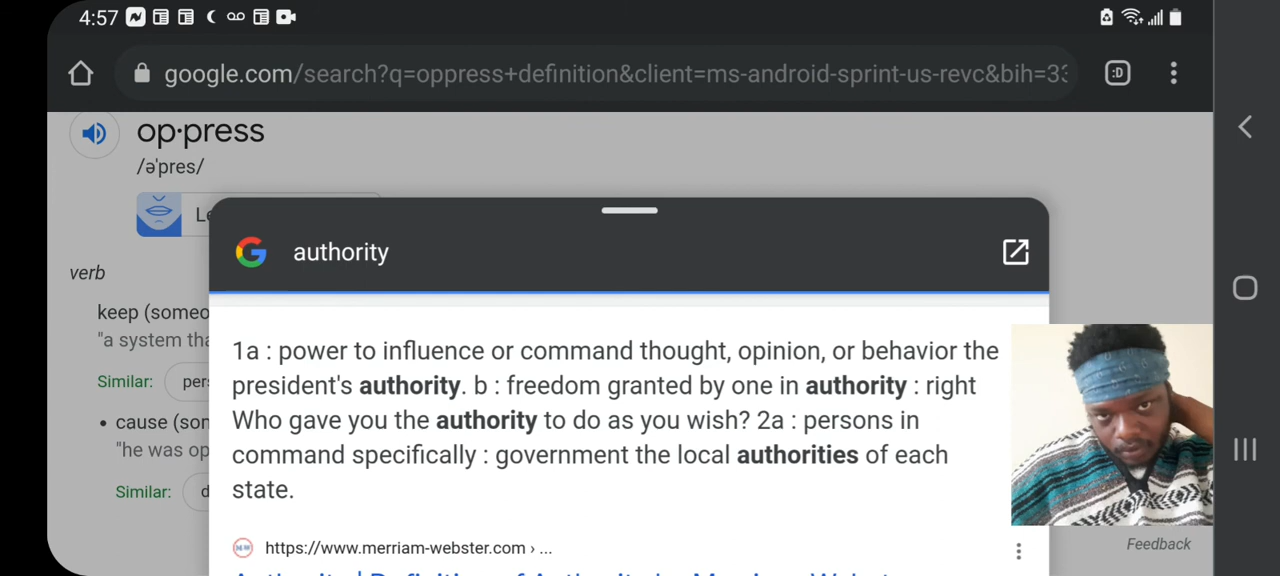 4:57
google.com/search?q=oppress+definition&client=ms-android-sprint-us-revc&bih=33
:D
op·press
/əˈpres/
Le
authority
verb
keep (someo
"a system tha
Similar: pers
cause (son
"he was op
Similar: d
1a : power to influence or command thought, opinion, or behavior the
president's authority. b : freedom granted by one in authority : right
Who gave you the authority to do as you wish? 2a : persons in
command specifically : government the local authorities of each
state.
https://www.merriam-webster.com › ...
Feedback